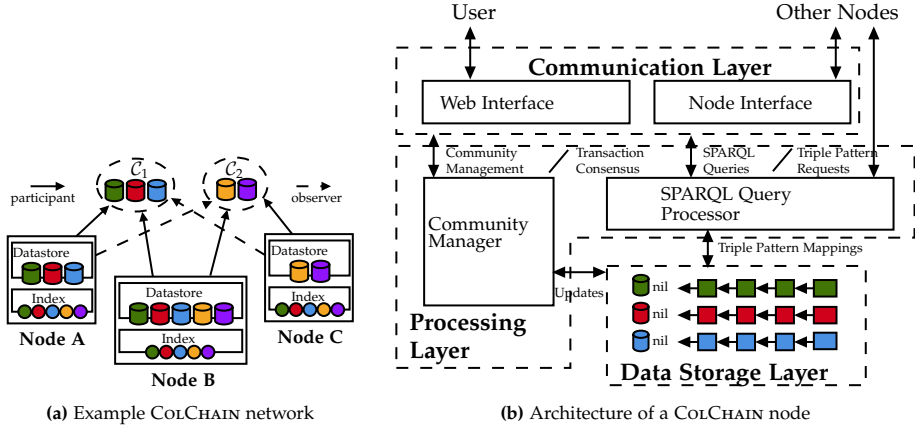 C1
C2
participant
observer
Datastore
Index
Node A
Datastore
Index
Node B
Datastore
Index
Node C
(a) Example COLCHAIN network
User
Other Nodes
Communication Layer
Web Interface
Node Interface
Community
Management
Transaction
Consensus
SPARQL
Queries
Triple Pattern
Requests
Community
Manager
SPARQL Query
Processor
Triple Pattern Mappings
Updates
nil
nil
nil
Processing
Layer
Data Storage Layer
(b) Architecture of a COLCHAIN node